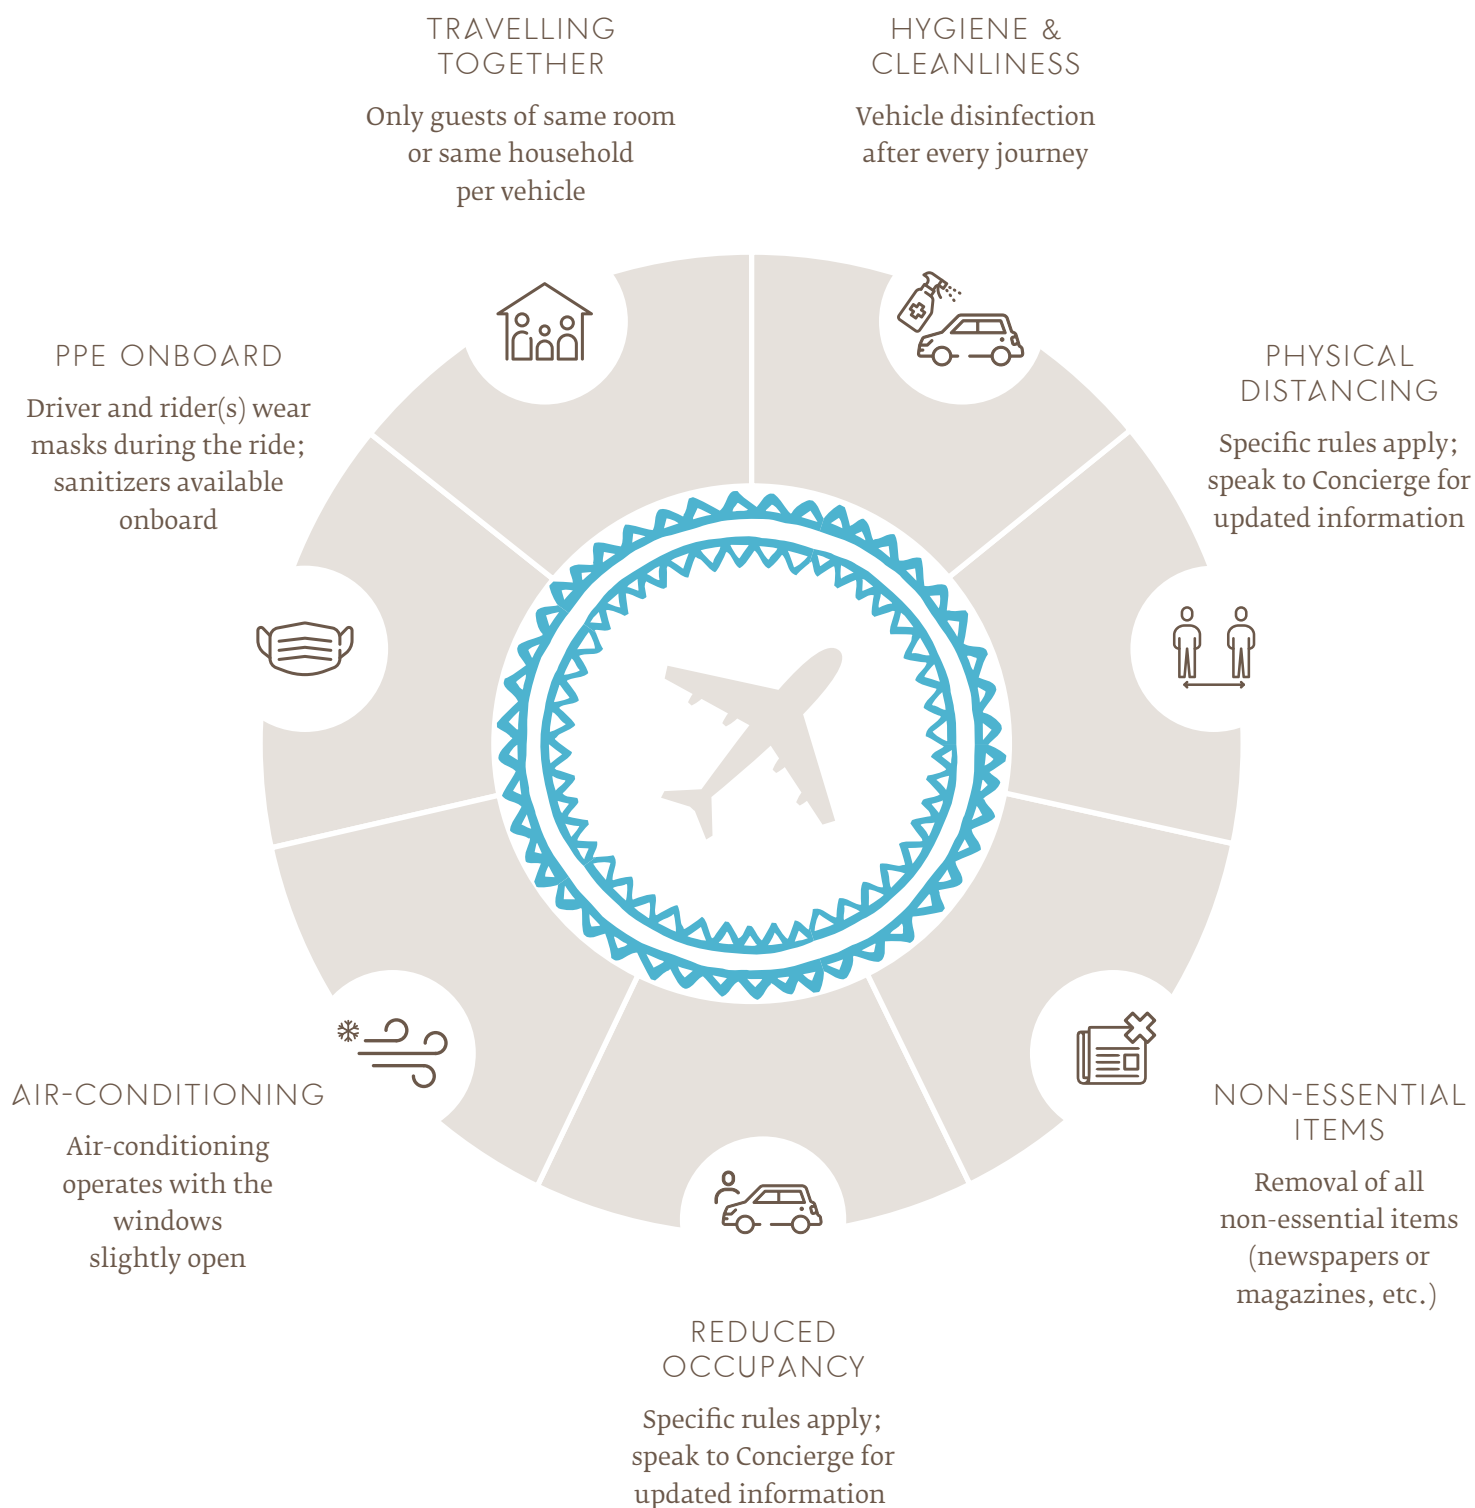 TRAVELLING
TOGETHER
Only guests of same room
or same household
per vehicle
HYGIENE &
CLEANLINESS
Vehicle disinfection
after every journey
PPE ONBOARD
Driver and rider(s) wear
masks during the ride;
sanitizers available
onboard
PHYSICAL
DISTANCING
Specific rules apply;
speak to Concierge for
updated information
AIR-CONDITIONING
Air-conditioning
operates with the
windows
slightly open
NON-ESSENTIAL
ITEMS
Removal of all
non-essential items
(newspapers or
magazines, etc.)
REDUCED
OCCUPANCY
Specific rules apply;
speak to Concierge for
updated information